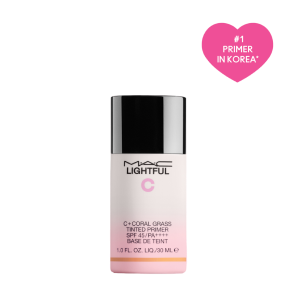 #1
PRIMER
IN KOREA*
MAC
LIGHTFUL
C
C+CORAL GRASS
TINTED PRIMER
SPF 45/PA++++
BASE DE TEINT
1.0 FL. OZ. LIQ./30 ML ℮